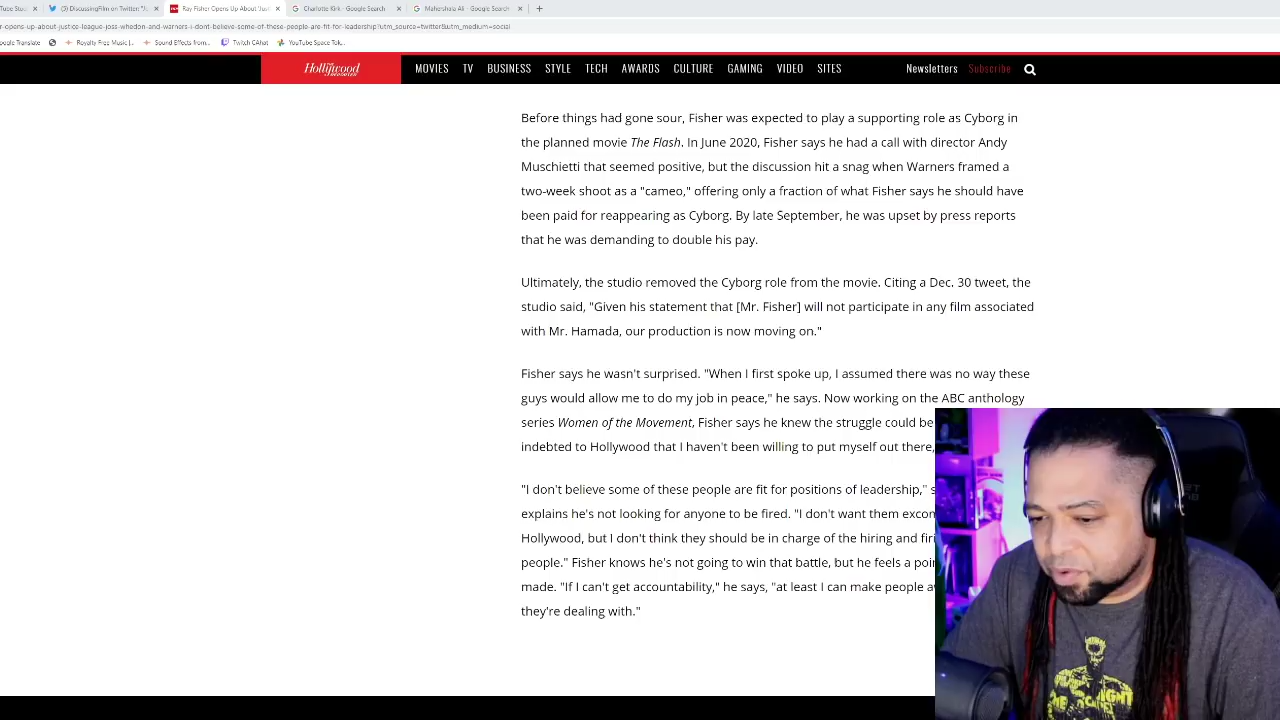 (3) DiscussingFilm on Twitter: "J...
Ray Fisher Opens Up About 'Just
Charlotte Kirk - Google Search
Mahershala Ali - Google Search
r-opens-up-about-justice-league-joss-whedon-and-warners-i-dont-believe-some-of-these-people-are-fit-for-leadership?utm_source=twitter&utm_medium=social
oogle Translate
Royalty Free Music |...
Sound Effects from...
Twitch CAhat
YouTube Space Tok...
Hollywood
REPORTER
MOVIES TV BUSINESS STYLE TECH AWARDS CULTURE GAMING VIDEO SITES
Newsletters Subscribe
Before things had gone sour, Fisher was expected to play a supporting role as Cyborg in
the planned movie The Flash. In June 2020, Fisher says he had a call with director Andy
Muschietti that seemed positive, but the discussion hit a snag when Warners framed a
two-week shoot as a "cameo," offering only a fraction of what Fisher says he should have
been paid for reappearing as Cyborg. By late September, he was upset by press reports
that he was demanding to double his pay.
Ultimately, the studio removed the Cyborg role from the movie. Citing a Dec. 30 tweet, the
studio said, "Given his statement that [Mr. Fisher] will not participate in any film associated
with Mr. Hamada, our production is now moving on."
Fisher says he wasn't surprised. "When I first spoke up, I assumed there was no way these
guys would allow me to do my job in peace," he says. Now working on the ABC anthology
series Women of the Movement, Fisher says he knew the struggle could be
indebted to Hollywood that I haven't been willing to put myself out there,
"I don't believe some of these people are fit for positions of leadership," s
explains he's not looking for anyone to be fired. "I don't want them excom
Hollywood, but I don't think they should be in charge of the hiring and firi
people." Fisher knows he's not going to win that battle, but he feels a poi
made. "If I can't get accountability," he says, "at least I can make people a
they're dealing with."